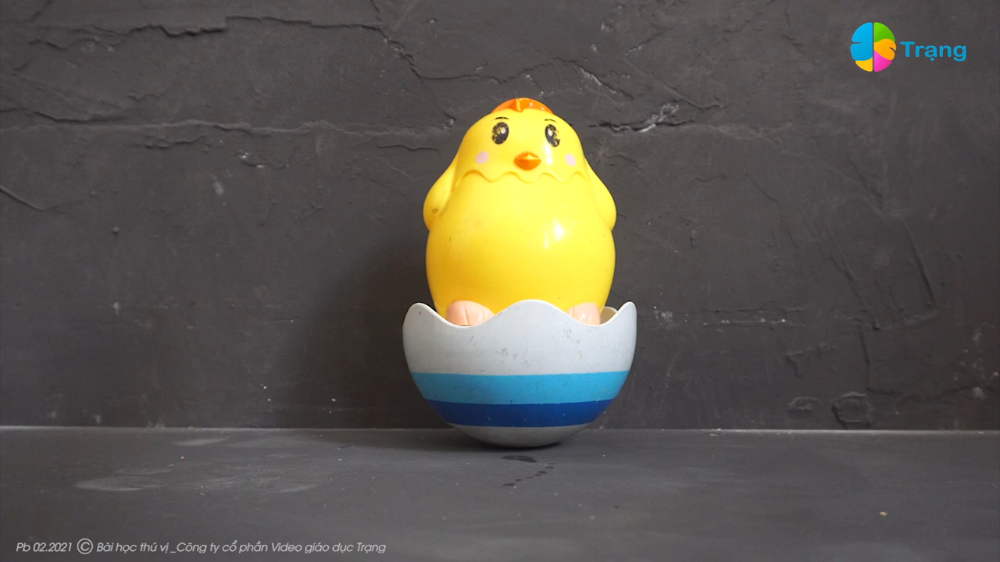 Trạng
Pb 02.2021 © Bài học thú vị _Công ty cổ phần Video giáo dục Trạng